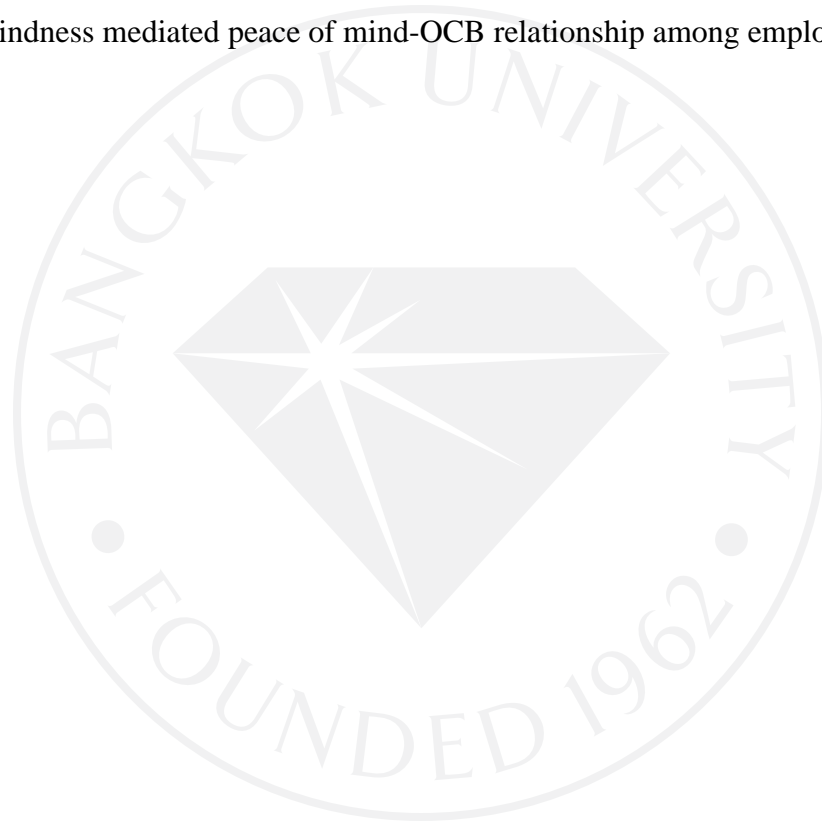 indness mediated peace of mind-OCB relationship among emplo
BANGKOK UNIVERSITY
• FOUNDED 1962 •